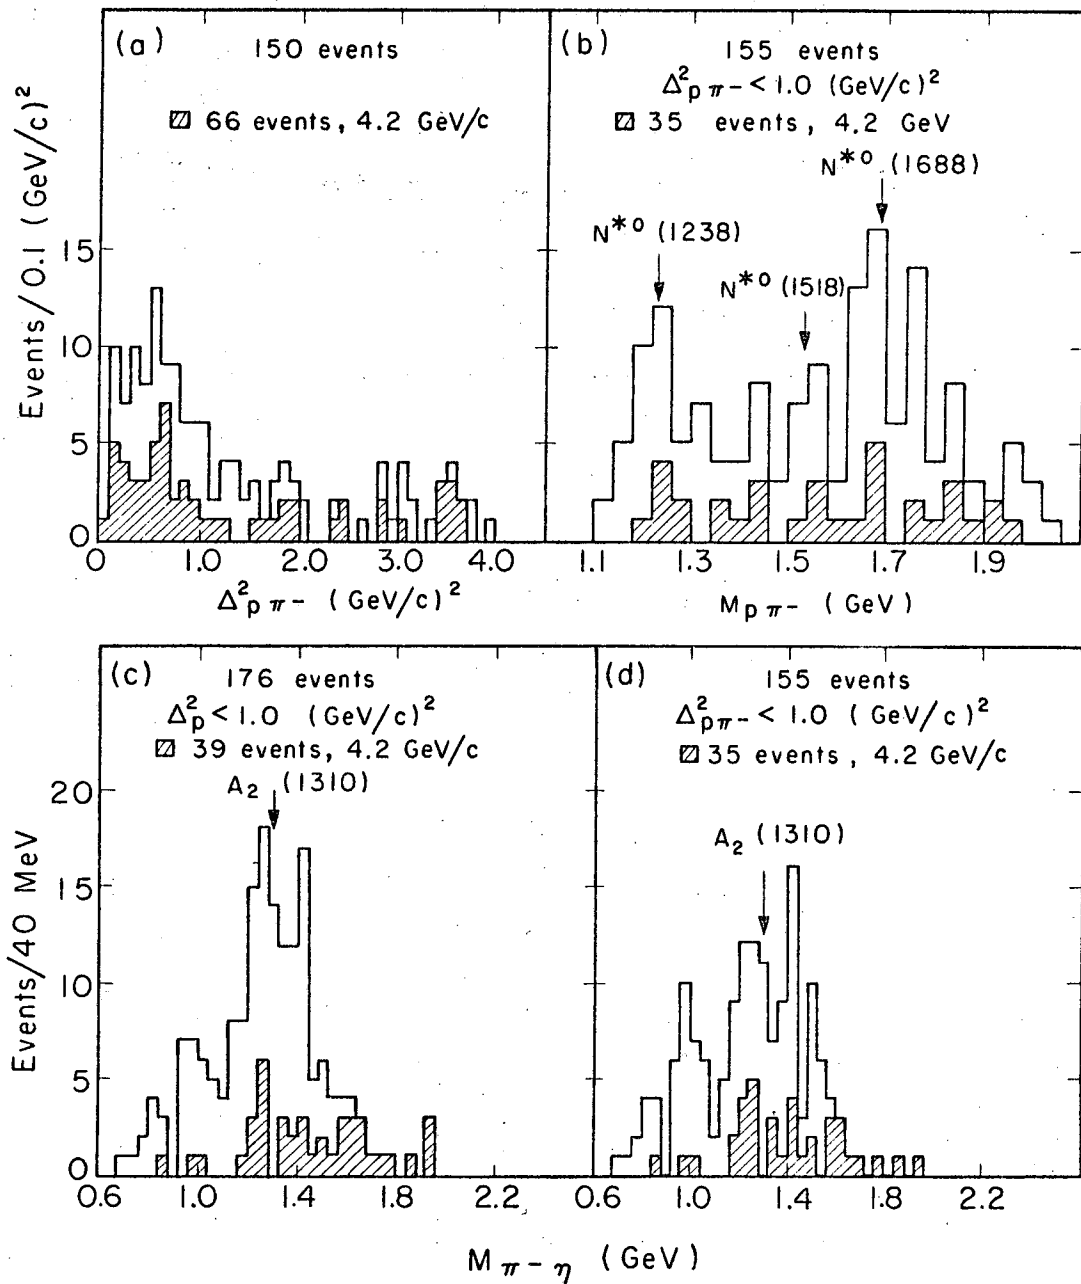 (a)
150 events
66 events, 4.2 GeV/c
Events/0.1 (GeV/c)²
15
10
5
0
0 1.0 2.0 3.0 4.0
Δ²pπ- (GeV/c)²
(b)
155 events
Δ²pπ- < 1.0 (GeV/c)²
35 events, 4.2 GeV
N*⁰ (1688)
N*⁰ (1238)
N*⁰ (1518)
1.1 1.3 1.5 1.7 1.9
Mpπ- (GeV)
(c)
176 events
Δ²p < 1.0 (GeV/c)²
39 events, 4.2 GeV/c
A₂ (1310)
Events/40 MeV
20
15
10
5
0
0.6 1.0 1.4 1.8 2.2
(d)
155 events
Δ²pπ- < 1.0 (GeV/c)²
35 events, 4.2 GeV/c
A₂ (1310)
0.6 1.0 1.4 1.8 2.2
Mπ-η (GeV)